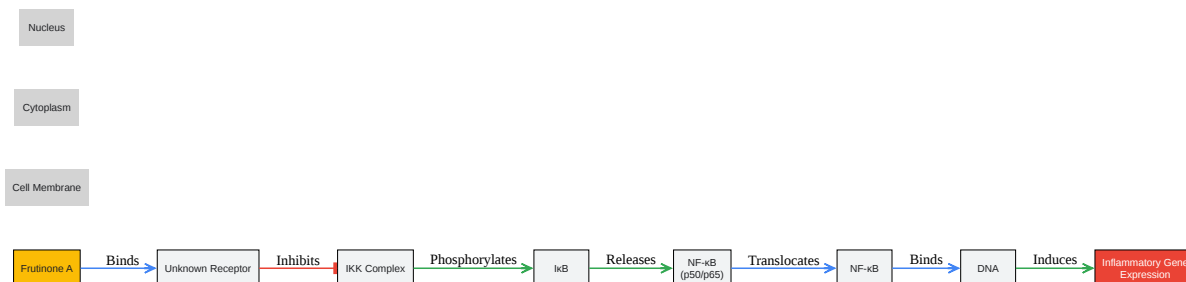 Nucleus
Cytoplasm
Cell Membrane
Frutinone A
Binds
Unknown Receptor
Inhibits
IKK Complex
Phosphorylates
IκB
Releases
NF-κB
(p50/p65)
Translocates
NF-κB
Binds
DNA
Induces
Inflammatory Gene
Expression